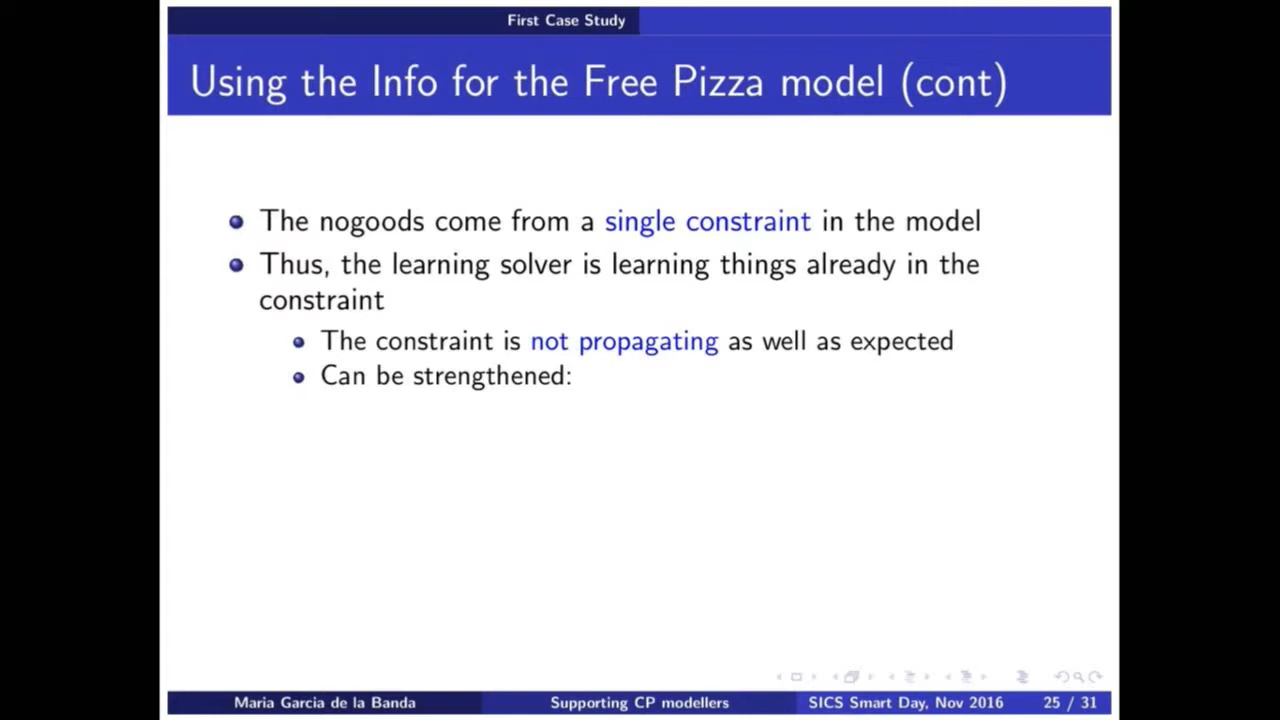 First Case Study
Using the Info for the Free Pizza model (cont)
The nogoods come from a single constraint in the model
Thus, the learning solver is learning things already in the
constraint
The constraint is not propagating as well as expected
Can be strengthened:
Maria Garcia de la Banda Supporting CP modellers SICS Smart Day, Nov 2016 25 / 31